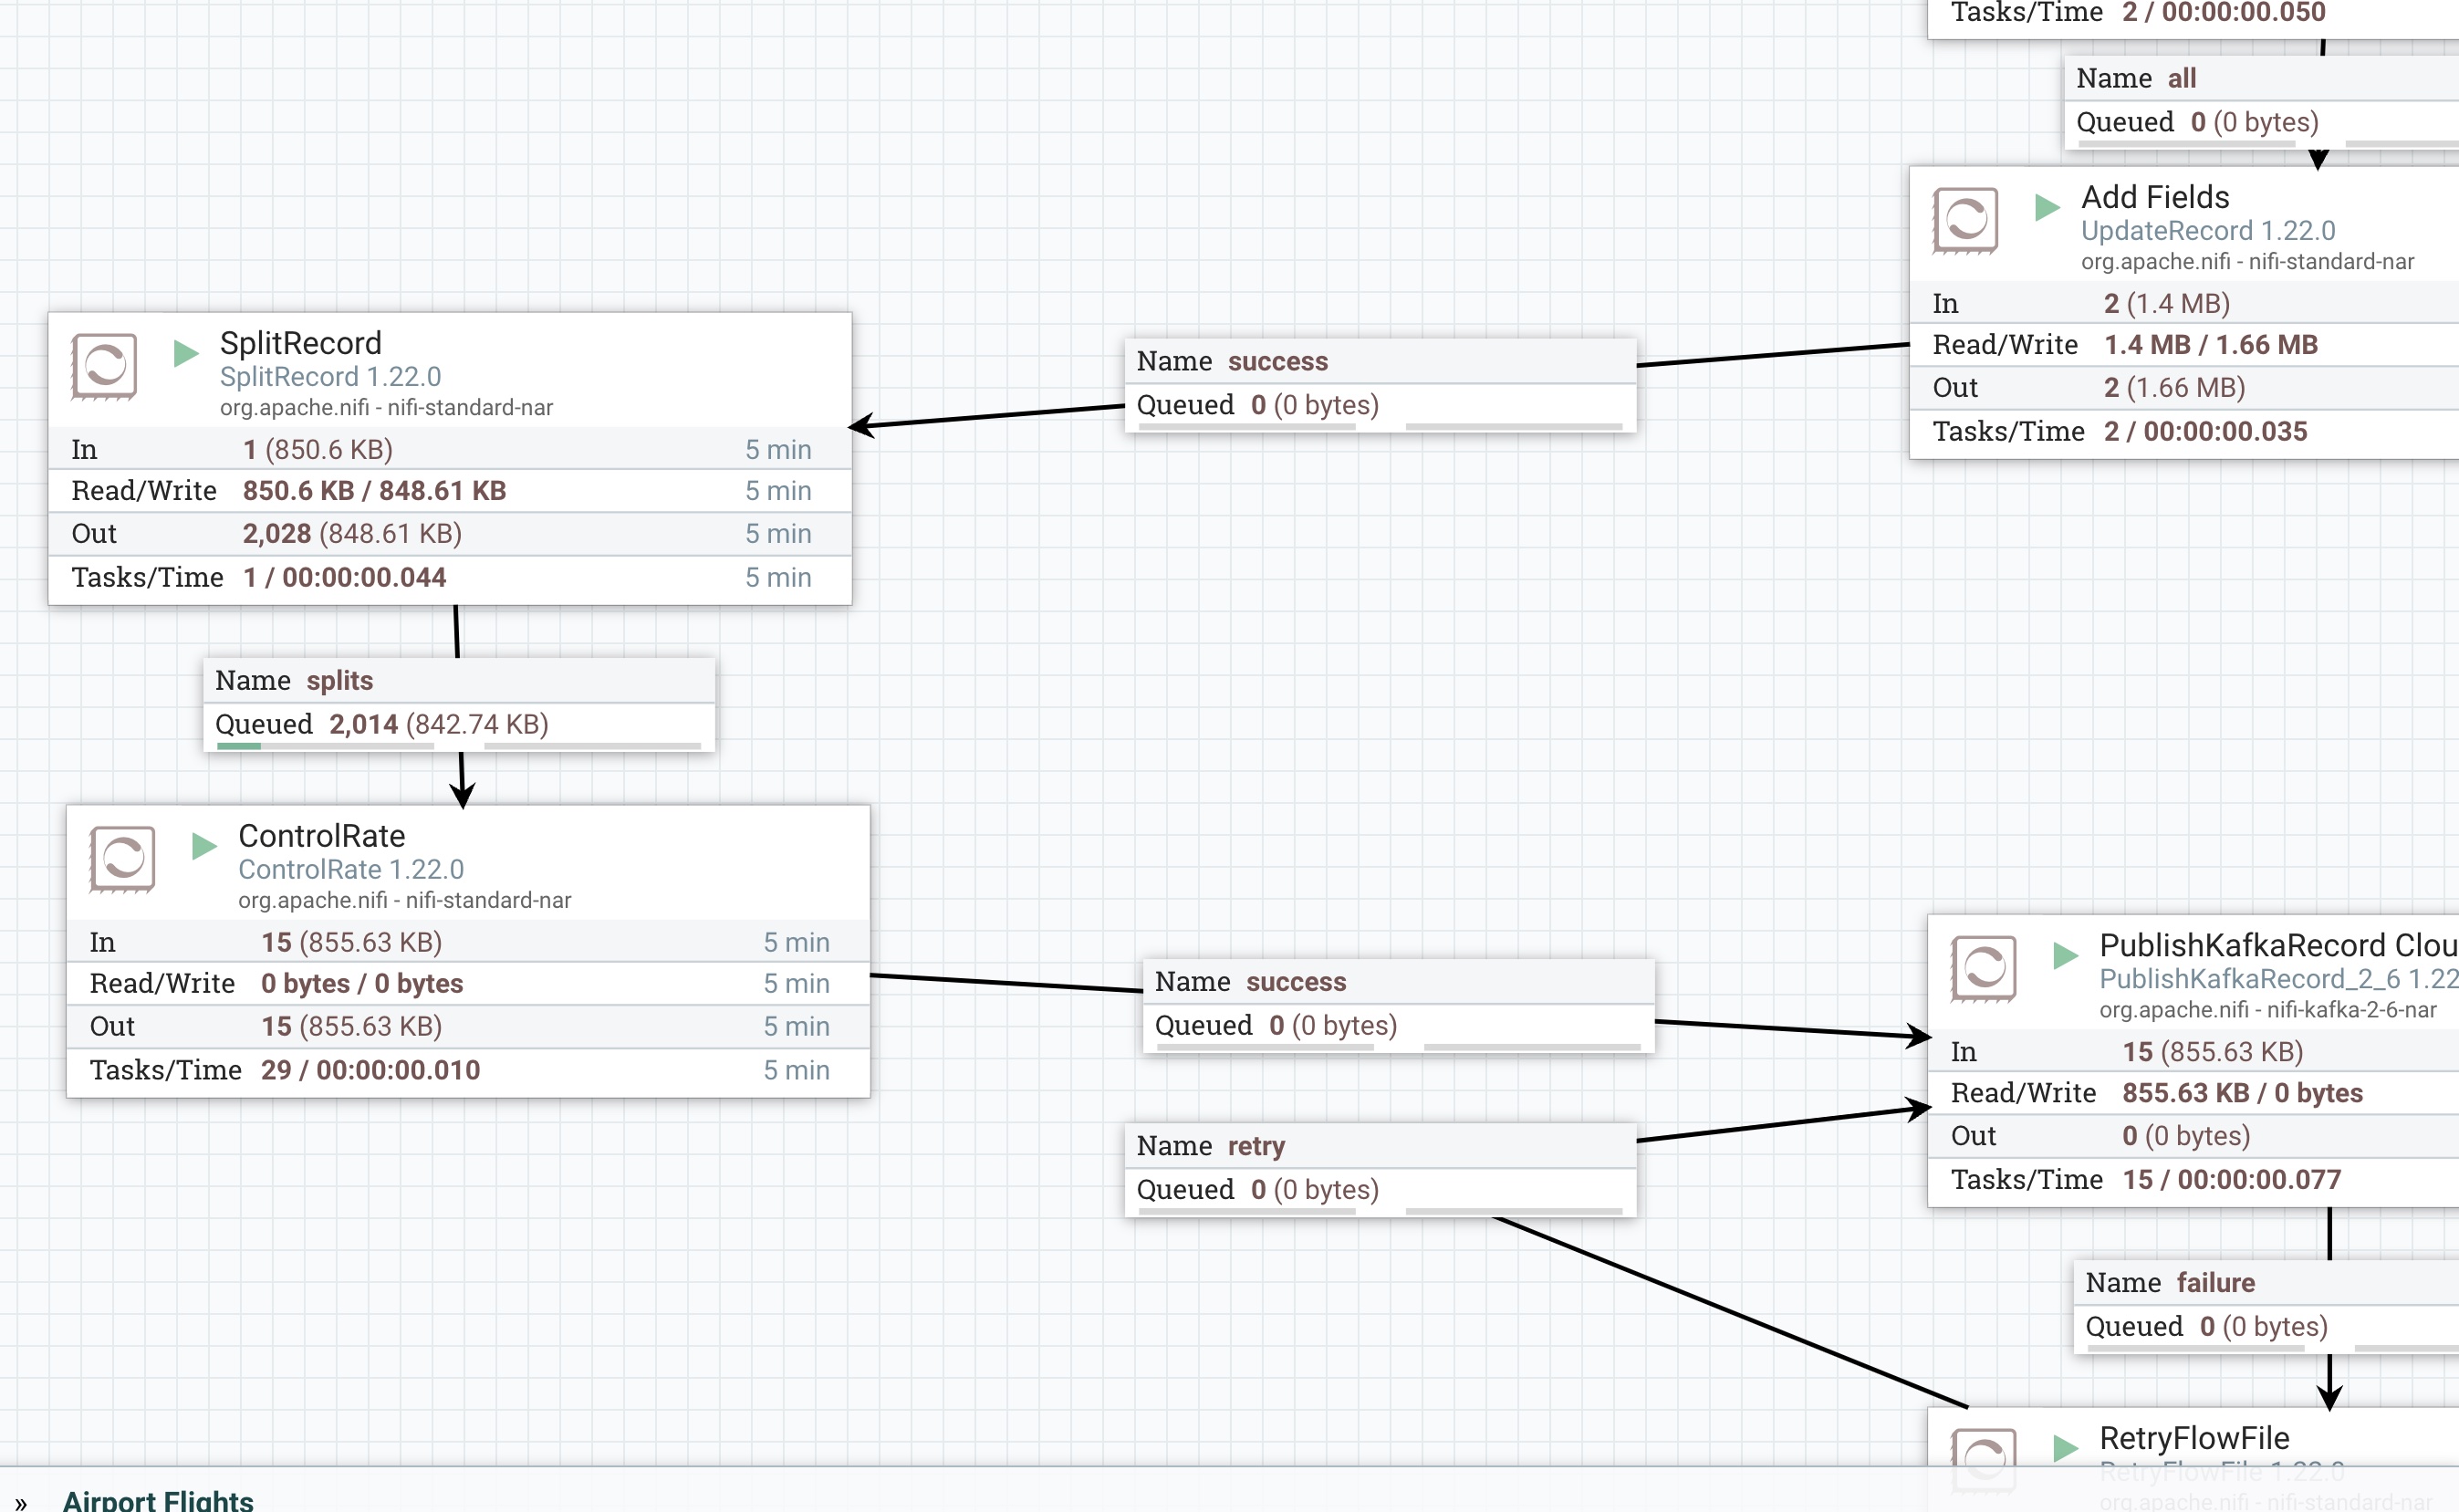 Tasks/Time 2 / 00:00:00.050
Name all
Queued 0 (0 bytes)
Add Fields
UpdateRecord 1.22.0
org.apache.nifi - nifi-standard-nar
In 2 (1.4 MB)
Read/Write 1.4 MB / 1.66 MB
Out 2 (1.66 MB)
Tasks/Time 2 / 00:00:00.035
Name success
Queued 0 (0 bytes)
SplitRecord
SplitRecord 1.22.0
org.apache.nifi - nifi-standard-nar
In 1 (850.6 KB) 5 min
Read/Write 850.6 KB / 848.61 KB 5 min
Out 2,028 (848.61 KB) 5 min
Tasks/Time 1 / 00:00:00.044 5 min
Name splits
Queued 2,014 (842.74 KB)
ControlRate
ControlRate 1.22.0
org.apache.nifi - nifi-standard-nar
In 15 (855.63 KB) 5 min
Read/Write 0 bytes / 0 bytes 5 min
Out 15 (855.63 KB) 5 min
Tasks/Time 29 / 00:00:00.010 5 min
Name success
Queued 0 (0 bytes)
PublishKafkaRecord Clou
PublishKafkaRecord_2_6 1.22
org.apache.nifi - nifi-kafka-2-6-nar
In 15 (855.63 KB)
Read/Write 855.63 KB / 0 bytes
Out 0 (0 bytes)
Tasks/Time 15 / 00:00:00.077
Name retry
Queued 0 (0 bytes)
Name failure
Queued 0 (0 bytes)
RetryFlowFile
RetryFlowFile 1.22.0
org.apache.nifi - nifi-standard-nar
» Airport Flights